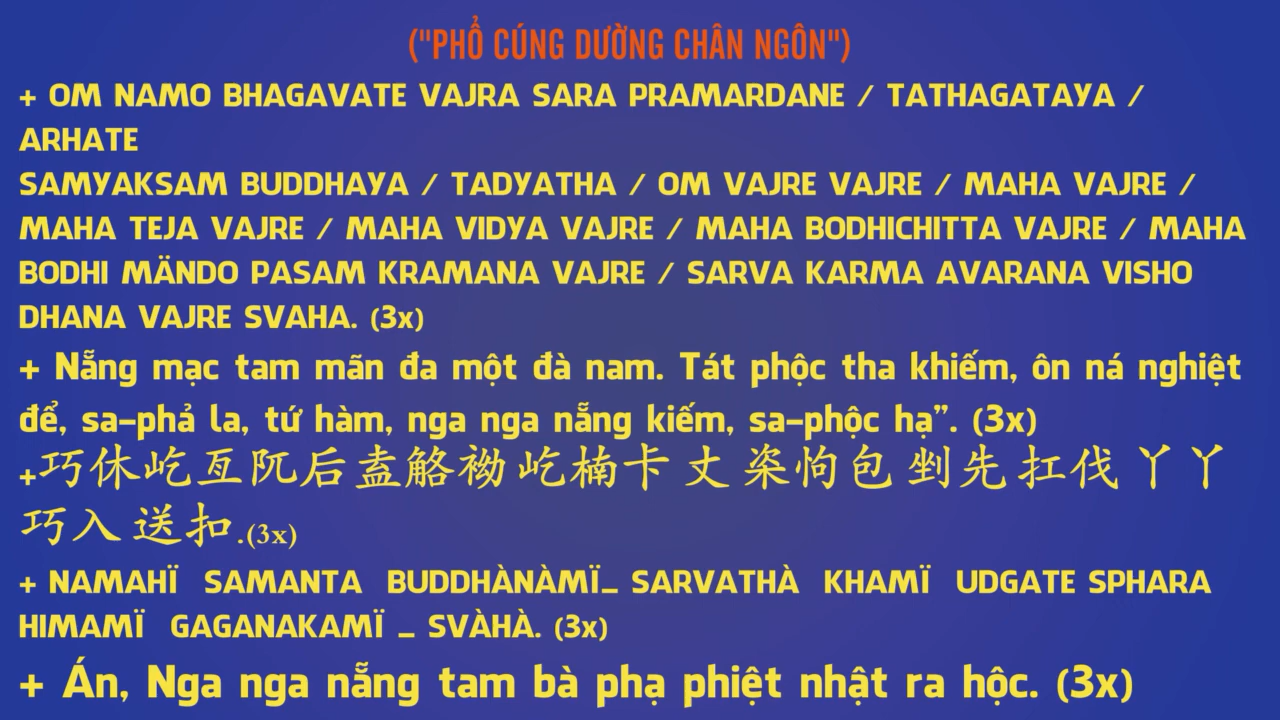 ("PHỔ CÚNG DƯỜNG CHÂN NGÔN")
+ OM NAMO BHAGAVATE VAJRA SARA PRAMARDANE / TATHAGATAYA /
ARHATE
SAMYAKSAM BUDDHAYA / TADYATHA / OM VAJRE VAJRE / MAHA VAJRE /
MAHA TEJA VAJRE / MAHA VIDYA VAJRE / MAHA BODHICHITTA VAJRE / MAHA
BODHI MÄNDO PASAM KRAMANA VAJRE / SARVA KARMA AVARANA VISHO
DHANA VAJRE SVAHA. (3x)
+ Nẵng mạc tam mãn đa một đà nam. Tát phộc tha khiếm, ôn ná nghiệt
để, sa-phả la, tứ hàm, nga nga nẵng kiếm, sa-phộc hạ”. (3x)
+巧休屹亙阢后盍觡袎屹楠卡丈 栥怐包 剉先扛伐丫丫
巧入送扣.(3x)
+ NAMAHÏ SAMANTA BUDDHÀNÀMÏ_ SARVATHÀ KHAMÏ UDGATE SPHARA
HIMAMÏ GAGANAKAMÏ _ SVÀHÀ. (3x)
+ Án, Nga nga nẵng tam bà phạ phiệt nhật ra hộc. (3x)